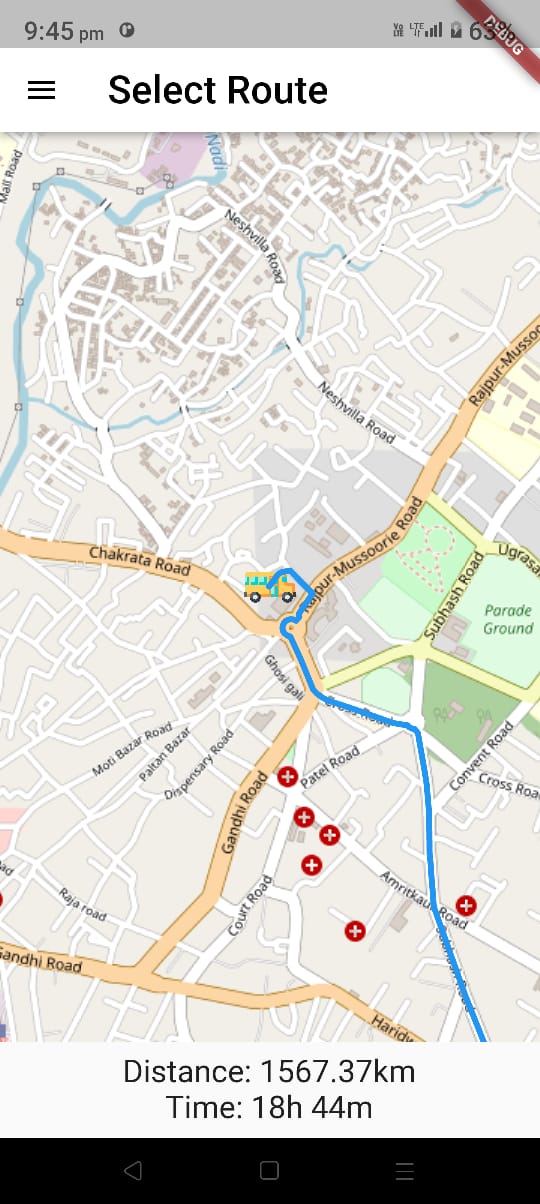 9:45 pm
Vo LTE LTE 63%
DEBUG
Select Route
Mall Road
Nadi
Neshvilla Road
Rajpur-Mussoo
Neshvilla Road
Rajpur-Mussoorie Road
Chakrata Road
Ugrasa
Subhash Road
Parade
Ground
Ghosi gali
Cross Road
Moti Bazar Road
Paltan Bazar
Dispensary Road
Patel Road
Convent Road
Cross Roa
Gandhi Road
Amritkaur Road
Raja road
Court Road
Gandhi Road
Haridw
Distance: 1567.37km
Time: 18h 44m